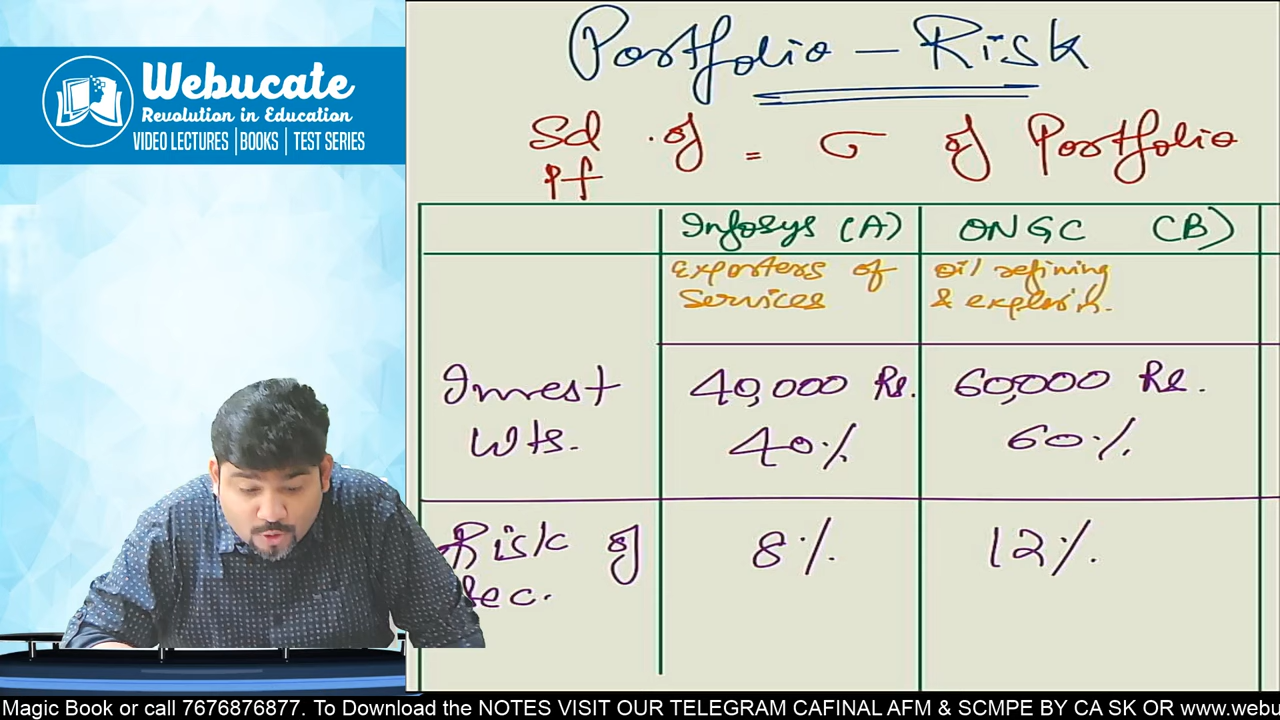 Webucate
Revolution in Education
VIDEO LECTURES | BOOKS | TEST SERIES
Portfolio - Risk
Sd. of = σ of Portfolio
Pf
Infosys (A) ONGC (B)
Exporters of oil refining
Services & explor'n.
Invest 40,000 Rs. 60,000 Rs.
Wts. 40% 60%
Risk of 8% 12%
Sec.
Magic Book or call 7676876877. To Download the NOTES VISIT OUR TELEGRAM CAFINAL AFM & SCMPE BY CA SK OR www.webu